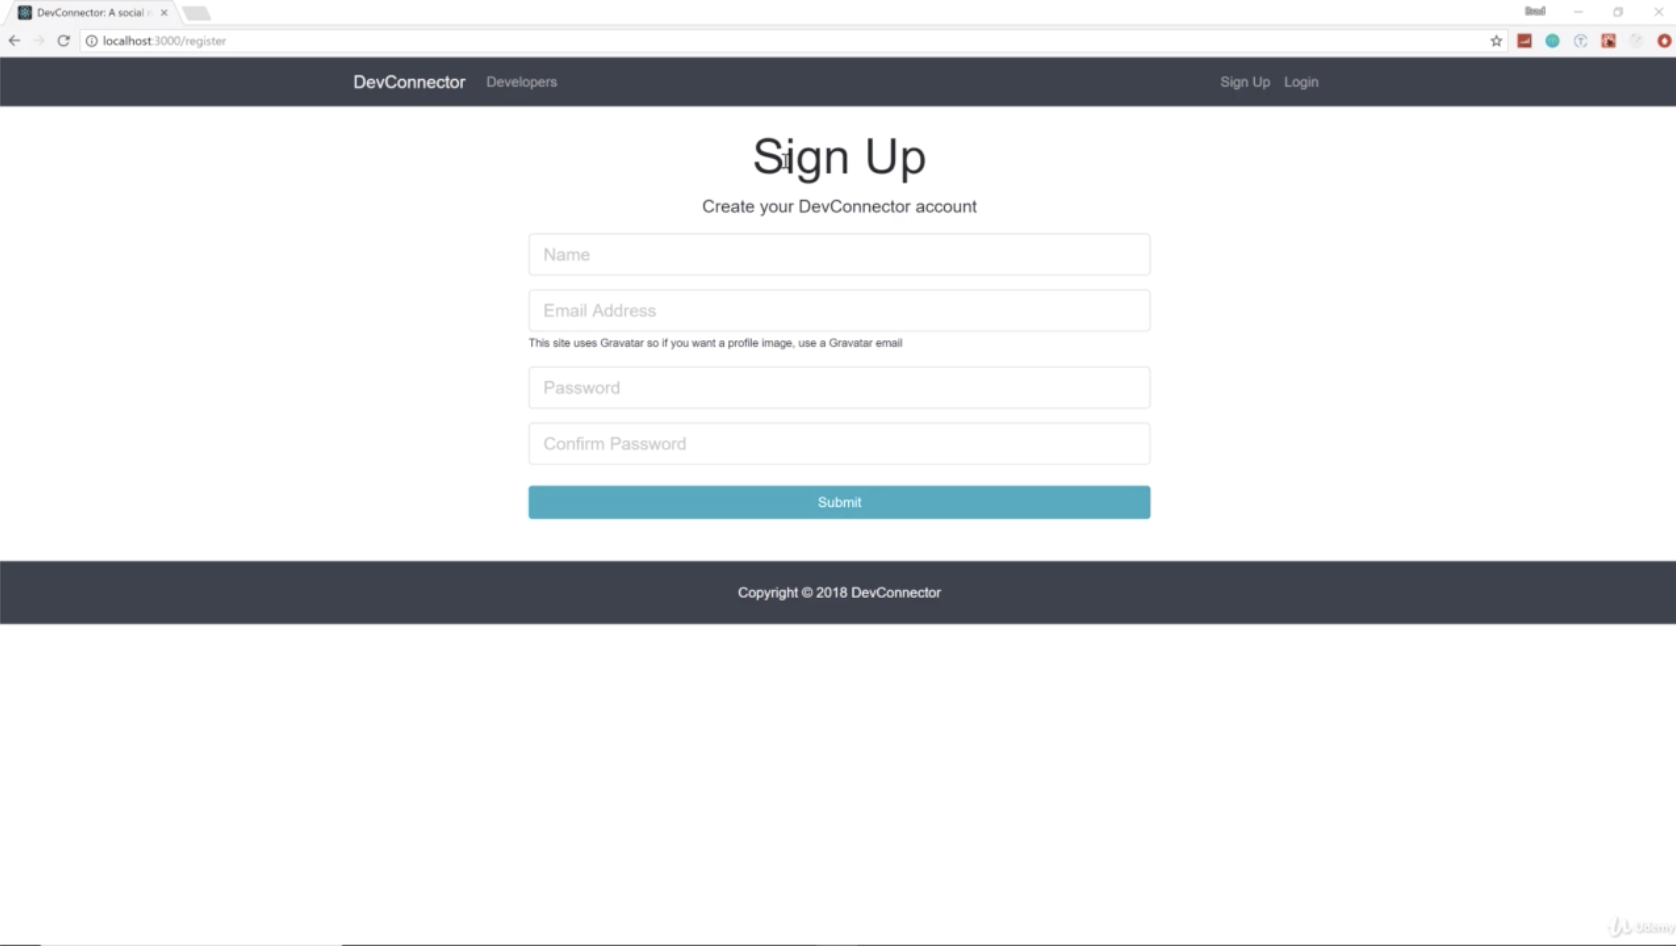 DevConnector: A social
Brad
localhost:3000/register
DevConnector Developers Sign Up Login
Sign Up
Create your DevConnector account
Name
Email Address
This site uses Gravatar so if you want a profile image, use a Gravatar email
Password
Confirm Password
Submit
Copyright © 2018 DevConnector
Udemy